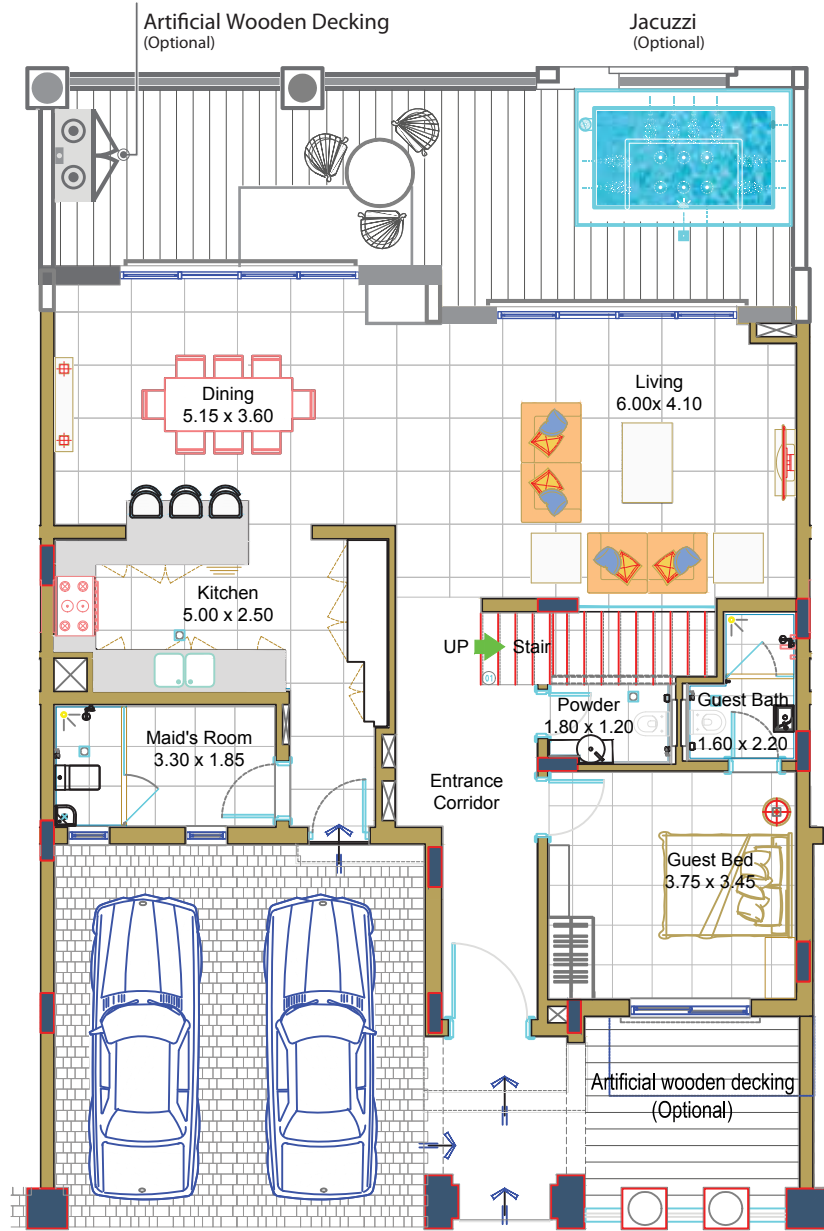 Artificial Wooden Decking
(Optional)
Jacuzzi
(Optional)
Dining
5.15 x 3.60
Living
6.00x 4.10
Kitchen
5.00 x 2.50
UP
Stair
01
Powder
1.80 x 1.20
Guest Bath
1.60 x 2.20
Maid's Room
3.30 x 1.85
Entrance
Corridor
Guest Bed
3.75 x 3.45
Artificial wooden decking
(Optional)